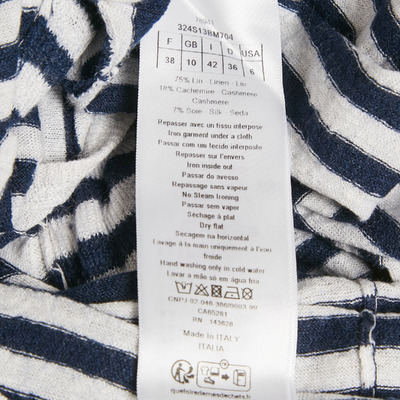 324S13BM704
F GB I D USA
38 10 42 36 6
75% Lin - Linen - Lin
18% Cachemire - Cashmere
Cashmere
7% Soie - Silk - Seda
Repasser avec un tissu interpose
Iron garment under a cloth
Passar com um tecido interposto
Repasser sur l'envers
Iron inside out
Passar do avesso
Repassage sans vapeur
No Steam Ironing
Passar sem vapor
Séchage à plat
Dry flat
Secagem na horizontal
Lavage à la main uniquement à l'eau
froide
Hand washing only in cold water
Lavar a mão só em água fria
CA65261
RN 143628
Made in ITALY
ITALIA
quefairedemesdechets.fr